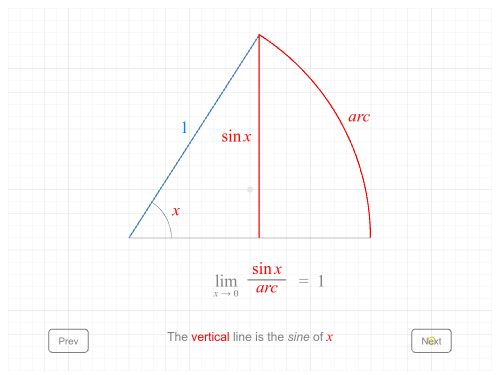 1
sin x
arc
x
lim x → 0 sin x / arc = 1
Prev
The vertical line is the sine of x
Next